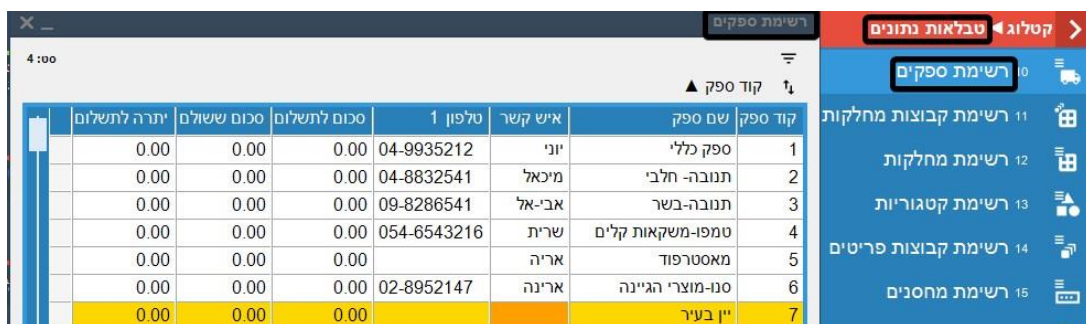 קטלוג ◄ טבלאות נתונים
10 רשימת ספקים
11 רשימת קבוצות מחלקות
12 רשימת מחלקות
13 רשימת קטגוריות
14 רשימת קבוצות פריטים
15 רשימת מחסנים
רשימת ספקים
סט: 4
קוד ספק ▲
קוד ספק שם ספק איש קשר טלפון 1 סכום לתשלום סכום ששולם יתרה לתשלום
1 ספק כללי יוני 04-9935212 0.00 0.00 0.00
2 תנובה- חלבי מיכאל 04-8832541 0.00 0.00 0.00
3 תנובה-בשר אבי-אל 09-8286541 0.00 0.00 0.00
4 טמפו-משקאות קלים שרית 054-6543216 0.00 0.00 0.00
5 מאסטרפוד אריה 0.00 0.00 0.00
6 סנו-מוצרי הגיינה ארינה 02-8952147 0.00 0.00 0.00
7 יין בעיר 0.00 0.00 0.00